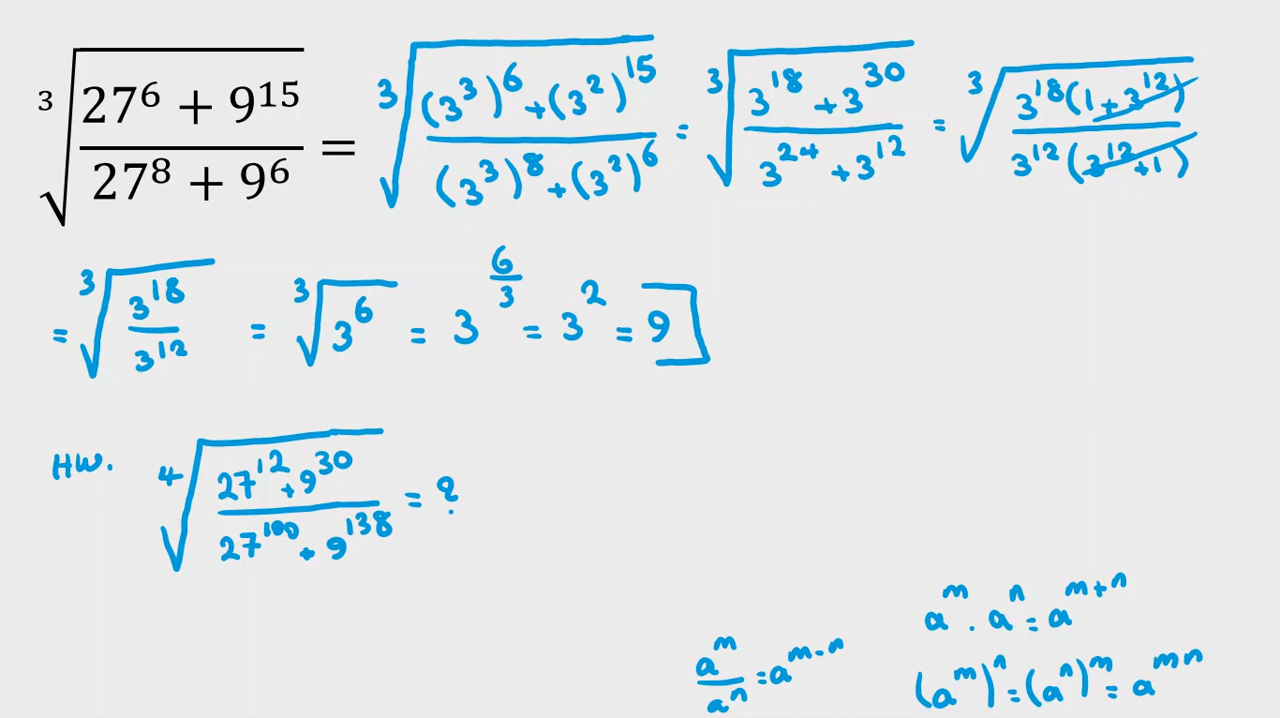 ∛((27⁶ + 9¹⁵)/(27⁸ + 9⁶)) = ∛(((3³)⁶ + (3²)¹⁵)/((3³)⁸ + (3²)⁶)) = ∛((3¹⁸ + 3³⁰)/(3²⁴ + 3¹²)) = ∛((3¹⁸(1 + 3¹²))/(3¹²(3¹² + 1)))
= ∛(3¹⁸/3¹²) = ∛(3⁶) = 3^(6/3) = 3² = 9
HW. ∜((27¹² + 9³⁰)/(27¹⁰⁰ + 9¹³⁸)) = ?
aᵐ . aⁿ = aᵐ⁺ⁿ
aᵐ/aⁿ = aᵐ⁻ⁿ (aᵐ)ⁿ = (aⁿ)ᵐ = aᵐⁿ